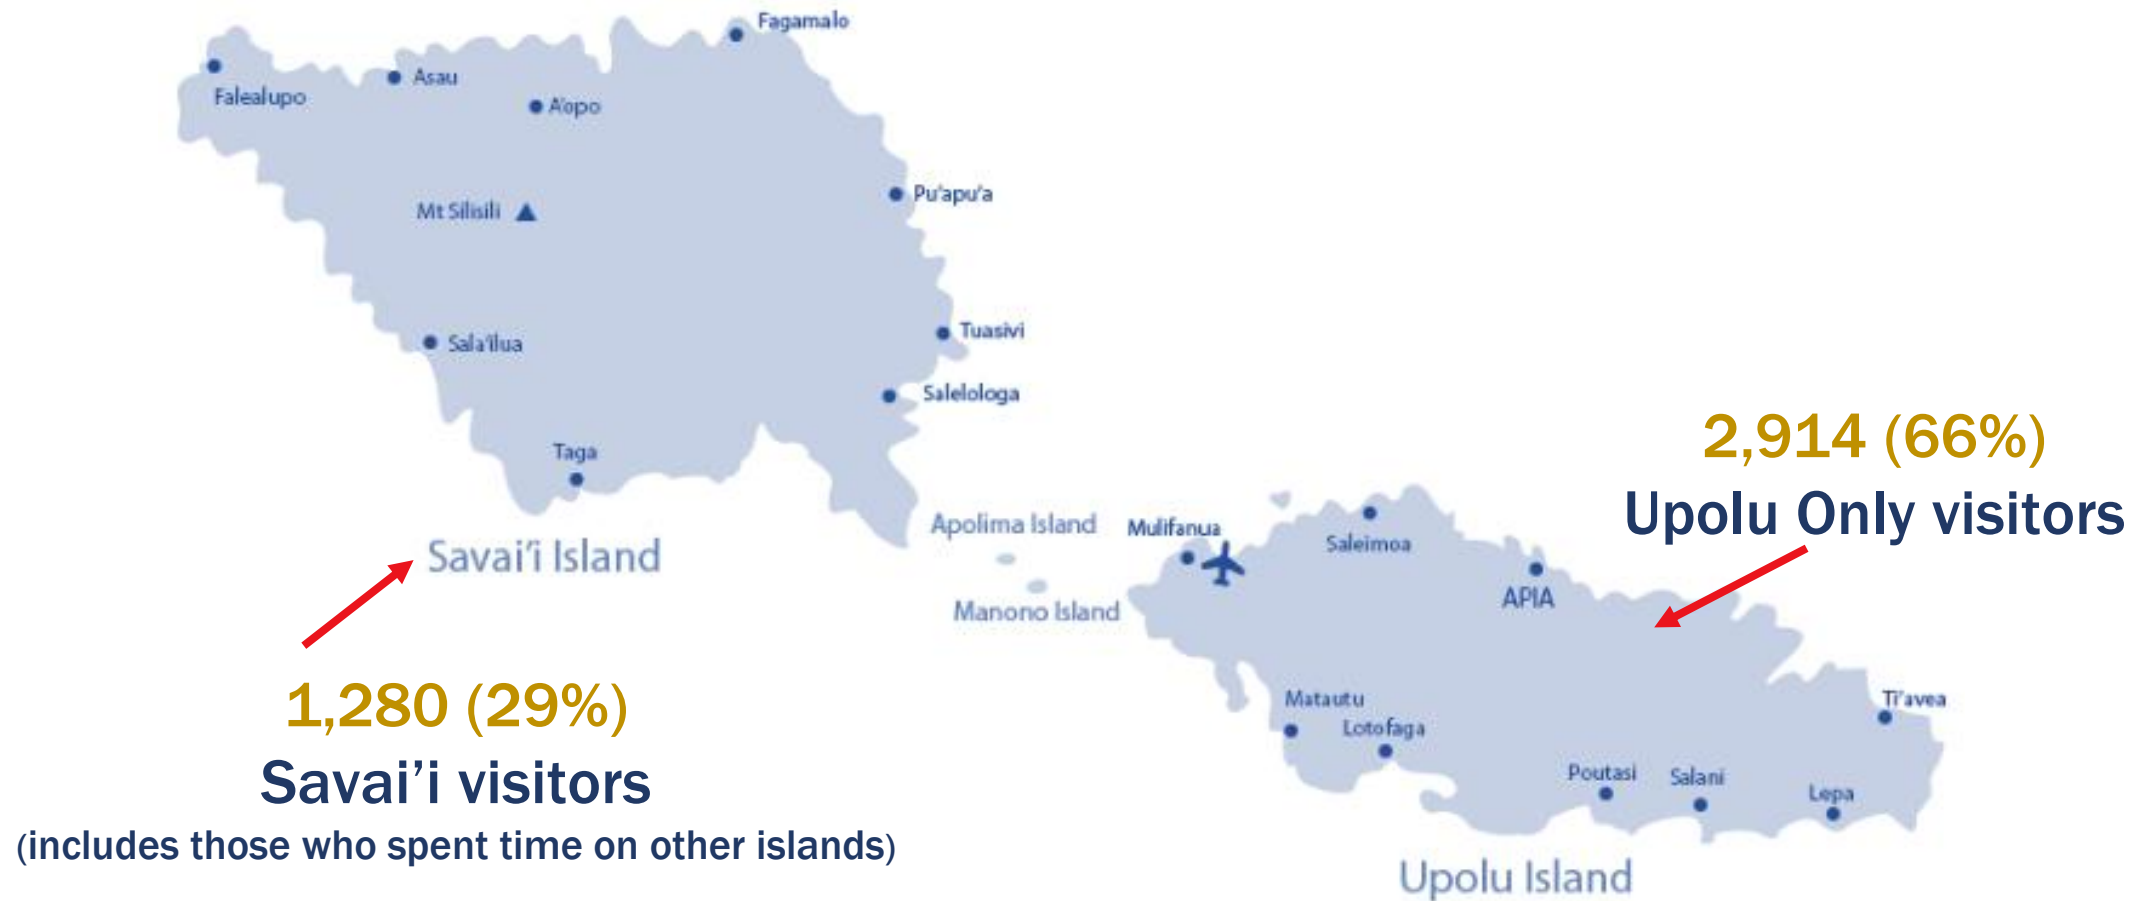 Fagamalo
Asau
Falealupo
A'opo
Pu'apu'a
Mt Silisili
Tuasivi
Sala'ilua
Salelologa
Taga
2,914 (66%)
Upolu Only visitors
Apolima Island
Mulifanua
Saleimoa
Savai'i Island
APIA
Manono Island
1,280 (29%)
Savai’i visitors
(includes those who spent time on other islands)
Matautu
Lotofaga
Ti'avea
Poutasi
Salani
Lepa
Upolu Island